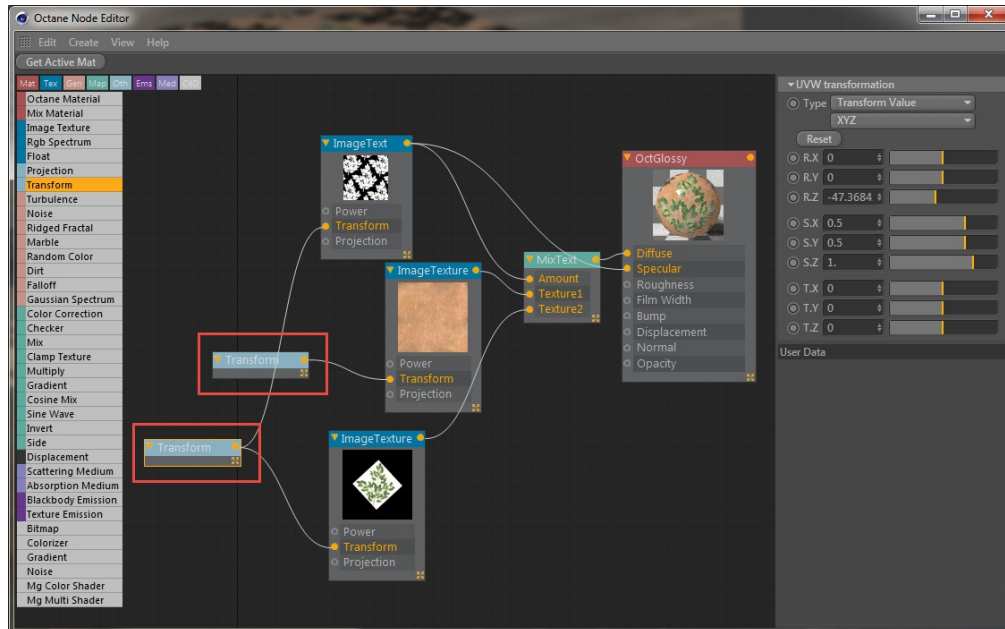 Octane Node Editor
Edit Create View Help
Get Active Mat
Mat Tex Gen Map Oth Ems Med C4D
Octane Material
Mix Material
Image Texture
Rgb Spectrum
Float
Projection
Transform
Turbulence
Noise
Ridged Fractal
Marble
Random Color
Dirt
Falloff
Gaussian Spectrum
Color Correction
Checker
Mix
Clamp Texture
Multiply
Gradient
Cosine Mix
Sine Wave
Invert
Side
Displacement
Scattering Medium
Absorption Medium
Blackbody Emission
Texture Emission
Bitmap
Colorizer
Gradient
Noise
Mg Color Shader
Mg Multi Shader
ImageText
Power
Transform
Projection
ImageTexture
Power
Transform
Projection
Transform
Transform
ImageTexture
Power
Transform
Projection
MixText
Amount
Texture1
Texture2
OctGlossy
Diffuse
Specular
Roughness
Film Width
Bump
Displacement
Normal
Opacity
UVW transformation
Type Transform Value
XYZ
Reset
R.X 0
R.Y 0
R.Z -47.3684
S.X 0.5
S.Y 0.5
S.Z 1.
T.X 0
T.Y 0
T.Z 0
User Data